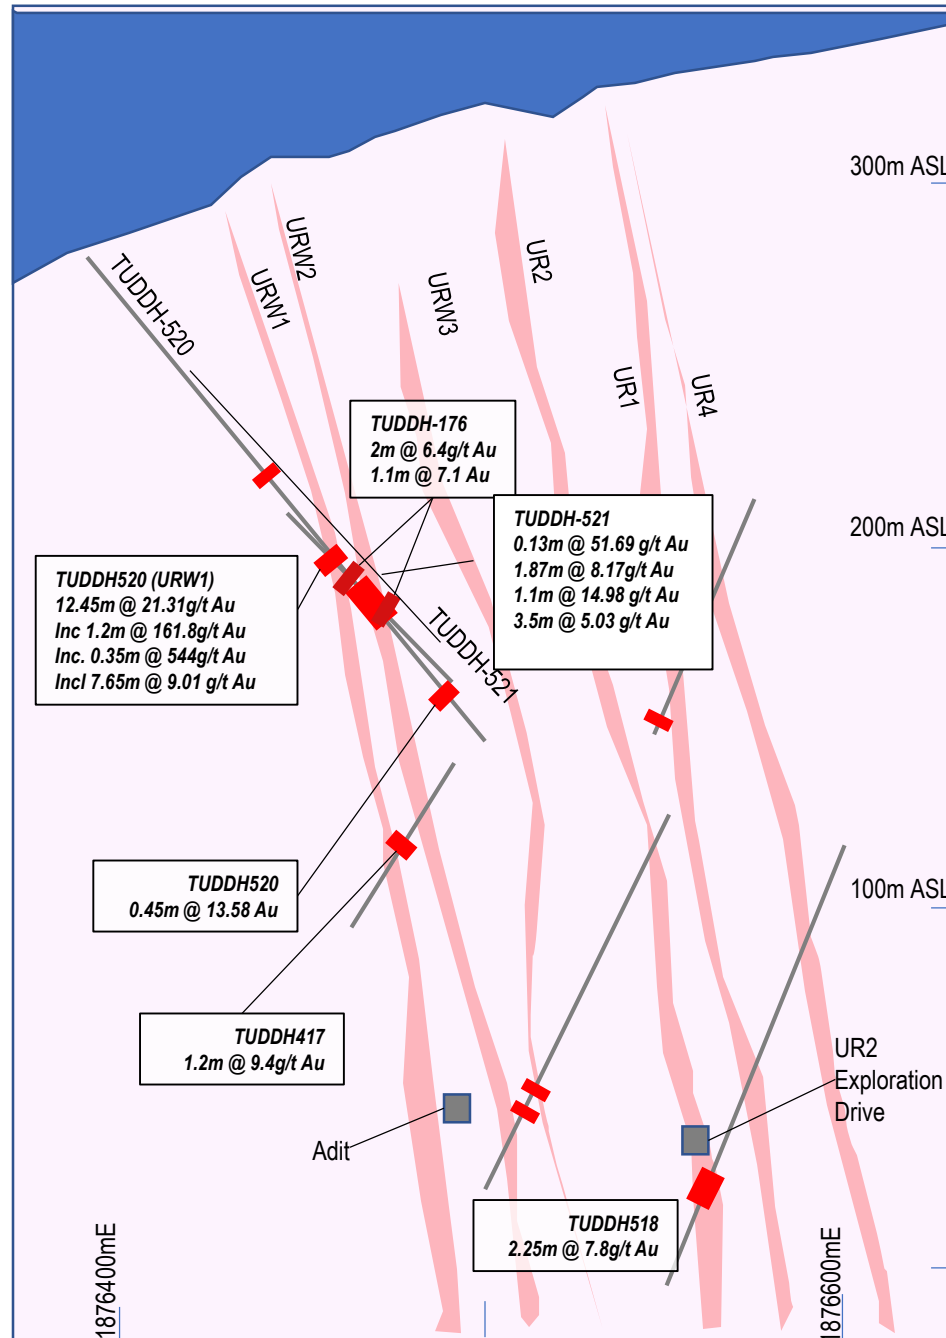 300m ASL
URW2
TUDDH-520
URW1
UR2
URW3
UR1
UR4
TUDDH-176
2m @ 6.4g/t Au
1.1m @ 7.1 Au
TUDDH-521
0.13m @ 51.69 g/t Au
1.87m @ 8.17g/t Au
1.1m @ 14.98 g/t Au
3.5m @ 5.03 g/t Au
200m ASL
TUDDH520 (URW1)
12.45m @ 21.31g/t Au
Inc 1.2m @ 161.8g/t Au
Inc. 0.35m @ 544g/t Au
Incl 7.65m @ 9.01 g/t Au
TUDDH-521
TUDDH520
0.45m @ 13.58 Au
100m ASL
TUDDH417
1.2m @ 9.4g/t Au
UR2
Exploration
Drive
Adit
TUDDH518
2.25m @ 7.8g/t Au
1876400mE
1876600mE